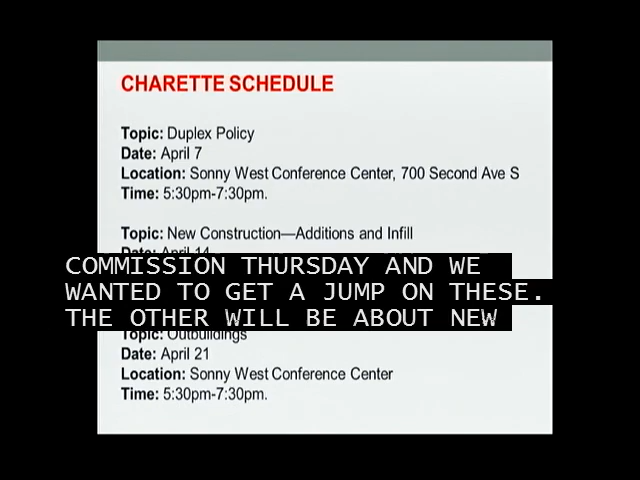 CHARETTE SCHEDULE
Topic: Duplex Policy
Date: April 7
Location: Sonny West Conference Center, 700 Second Ave S
Time: 5:30pm-7:30pm.
Topic: New Construction—Additions and Infill
Date: April 14
COMMISSION THURSDAY AND WE
WANTED TO GET A JUMP ON THESE.
THE OTHER WILL BE ABOUT NEW
Topic: Outbuildings
Date: April 21
Location: Sonny West Conference Center
Time: 5:30pm-7:30pm.